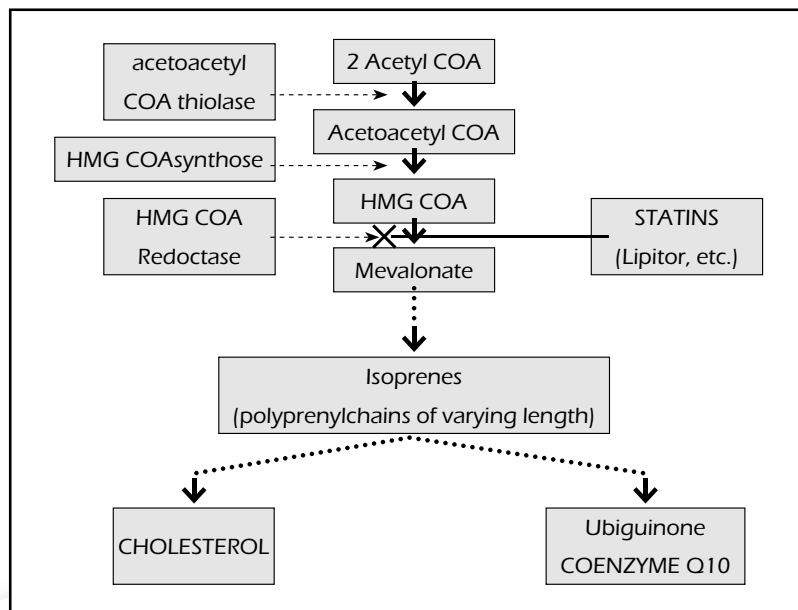 acetoacetyl
COA thiolase
2 Acetyl COA
Acetoacetyl COA
HMG COAsynthose
HMG COA
HMG COA
Redoctase
STATINS
(Lipitor, etc.)
Mevalonate
Isoprenes
(polyprenylchains of varying length)
CHOLESTEROL
Ubiguinone
COENZYME Q10